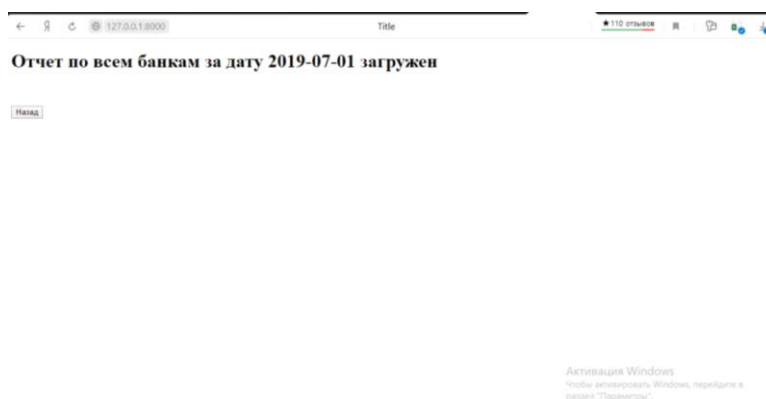 Я 127.0.0.1:8000 Title ★110 отзывов
Отчет по всем банкам за дату 2019-07-01 загружен
Назад
Активация Windows
Чтобы активировать Windows, перейдите в
раздел "Параметры".